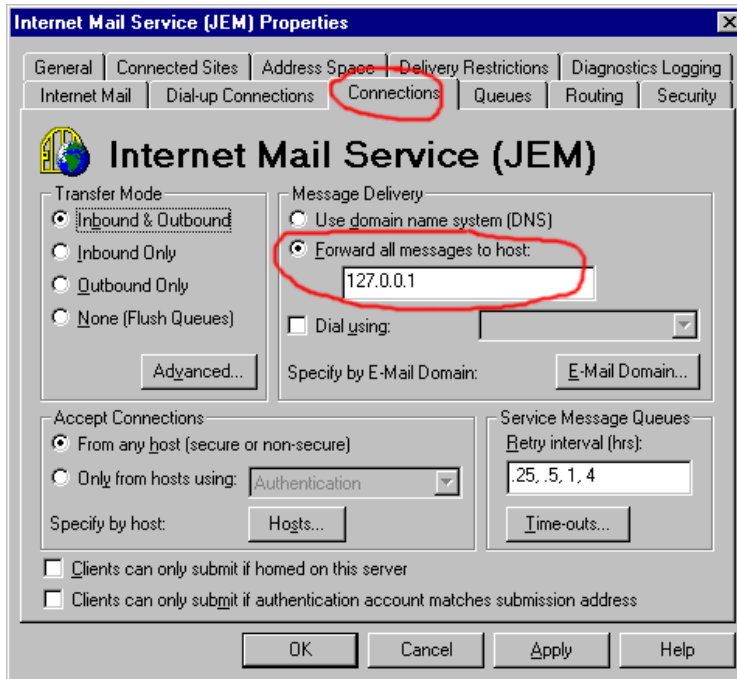 Internet Mail Service (JEM) Properties
General Connected Sites Address Space Delivery Restrictions Diagnostics Logging
Internet Mail Dial-up Connections Connections Queues Routing Security
Internet Mail Service (JEM)
Transfer Mode
Inbound & Outbound
Inbound Only
Outbound Only
None (Flush Queues)
Advanced...
Message Delivery
Use domain name system (DNS)
Forward all messages to host:
127.0.0.1
Dial using:
Specify by E-Mail Domain: E-Mail Domain...
Accept Connections
From any host (secure or non-secure)
Only from hosts using: Authentication
Specify by host: Hosts...
Service Message Queues
Retry interval (hrs):
.25, .5, 1, 4
Time-outs...
Clients can only submit if homed on this server
Clients can only submit if authentication account matches submission address
OK Cancel Apply Help